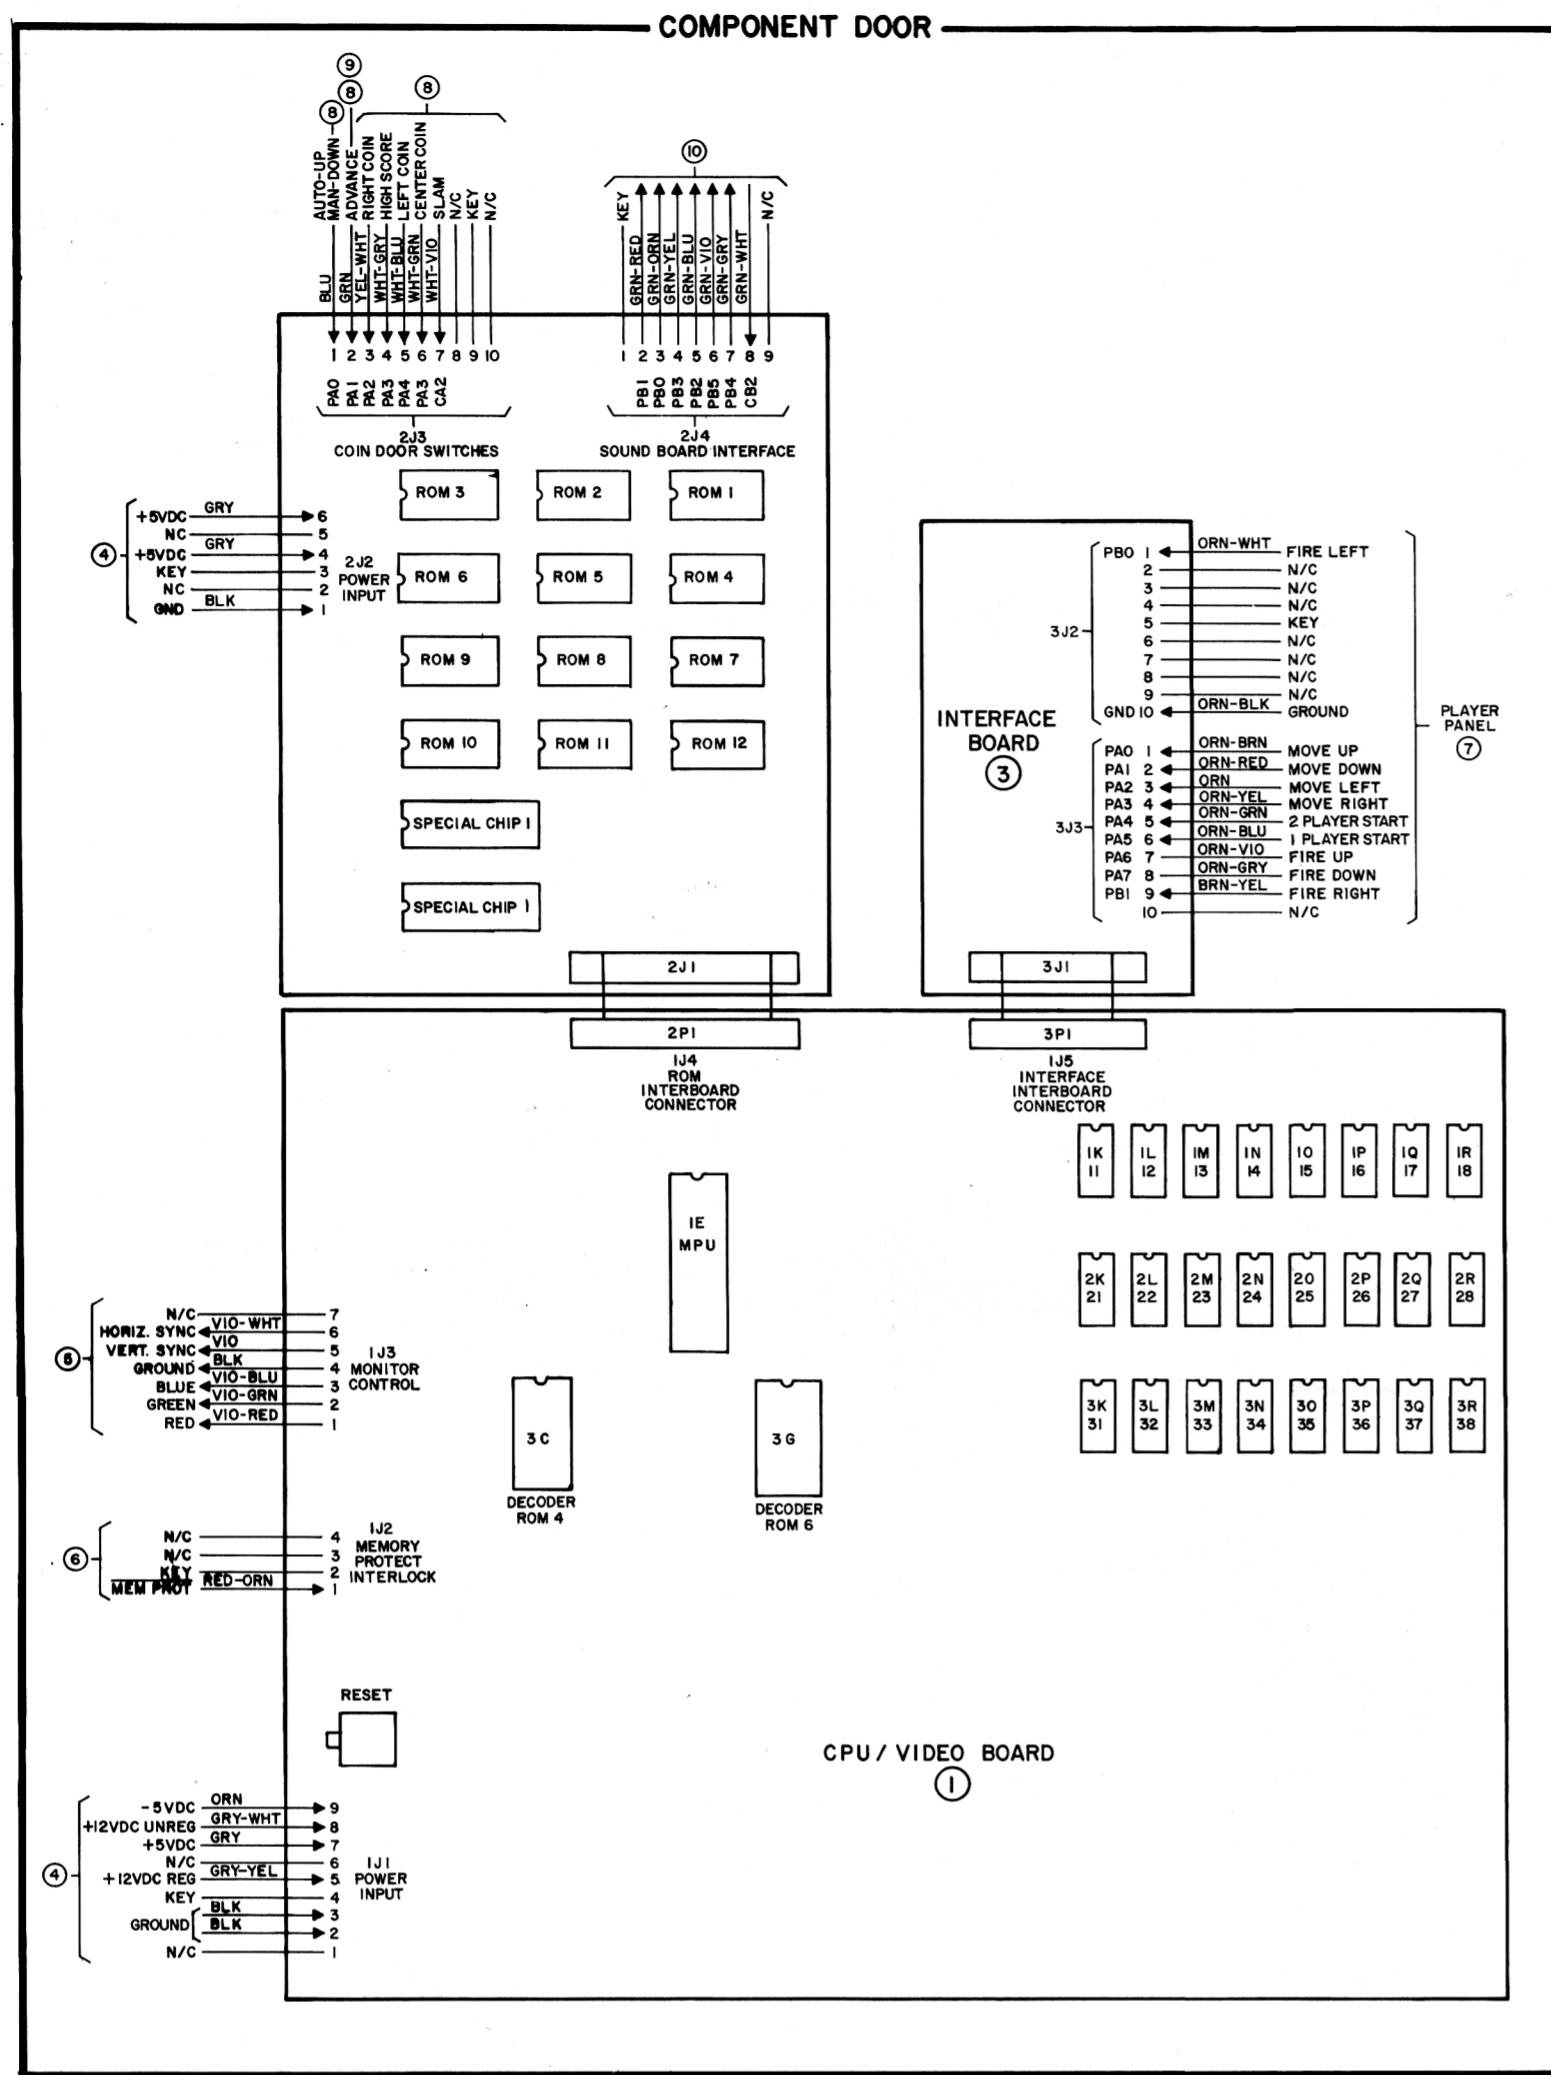 COMPONENT DOOR
9
8
8
8
AUTO-UP
MAN-DOWN
ADVANCE
RIGHT COIN
HIGH SCORE
LEFT COIN
CENTER COIN
SLAM
N/C
KEY
N/C
BLU
GRN
YEL-WHT
WHT-GRY
WHT-BLU
WHT-GRN
WHT-VIO
1 2 3 4 5 6 7 8 9 10
PA0
PA1
PA2
PA3
PA4
PA3
CA2
2J3
COIN DOOR SWITCHES
10
KEY
GRN-RED
GRN-ORN
GRN-YEL
GRN-BLU
GRN-VIO
GRN-GRY
GRN-WHT
N/C
1 2 3 4 5 6 7 8 9
PB1
PB0
PB3
PB2
PB5
PB4
CB2
2J4
SOUND BOARD INTERFACE
ROM 3 ROM 2 ROM 1
ROM 6 ROM 5 ROM 4
ROM 9 ROM 8 ROM 7
ROM 10 ROM 11 ROM 12
SPECIAL CHIP 1
SPECIAL CHIP 1
4
+5VDC GRY 6
NC 5
+5VDC GRY 4
KEY 3
NC 2
GND BLK 1
2J2
POWER
INPUT
2J1
2P1
1J4
ROM
INTERBOARD
CONNECTOR
INTERFACE
BOARD
3
3J2
PB0 1 ORN-WHT FIRE LEFT
2 N/C
3 N/C
4 N/C
5 KEY
6 N/C
7 N/C
8 N/C
9 N/C
GND 10 ORN-BLK GROUND
3J3
PA0 1 ORN-BRN MOVE UP
PA1 2 ORN-RED MOVE DOWN
PA2 3 ORN MOVE LEFT
PA3 4 ORN-YEL MOVE RIGHT
PA4 5 ORN-GRN 2 PLAYER START
PA5 6 ORN-BLU 1 PLAYER START
PA6 7 ORN-VIO FIRE UP
PA7 8 ORN-GRY FIRE DOWN
PB1 9 BRN-YEL FIRE RIGHT
10 N/C
PLAYER
PANEL
7
3J1
3P1
1J5
INTERFACE
INTERBOARD
CONNECTOR
1K 1L 1M 1N 1O 1P 1Q 1R
11 12 13 14 15 16 17 18
2K 2L 2M 2N 2O 2P 2Q 2R
21 22 23 24 25 26 27 28
3K 3L 3M 3N 3O 3P 3Q 3R
31 32 33 34 35 36 37 38
1E
MPU
3C
DECODER
ROM 4
3G
DECODER
ROM 6
5
N/C 7
HORIZ. SYNC VIO-WHT 6
VERT. SYNC VIO 5
GROUND BLK 4
BLUE VIO-BLU 3
GREEN VIO-GRN 2
RED VIO-RED 1
1J3
MONITOR
CONTROL
6
N/C 4
N/C 3
KEY 2
MEM PROT RED-ORN 1
1J2
MEMORY
PROTECT
INTERLOCK
RESET
CPU / VIDEO BOARD
1
4
-5VDC ORN 9
+12VDC UNREG GRY-WHT 8
+5VDC GRY 7
N/C 6
+12VDC REG GRY-YEL 5
KEY 4
GROUND
BLK 3
BLK 2
N/C 1
1J1
POWER
INPUT